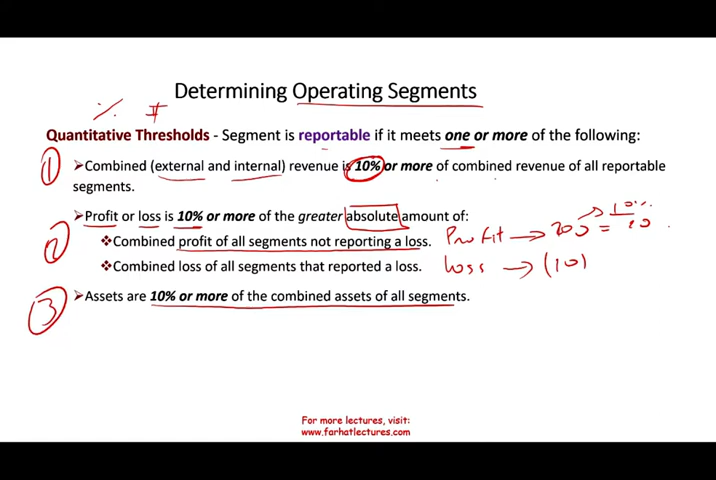 Determining Operating Segments
% #
Quantitative Thresholds - Segment is reportable if it meets one or more of the following:
1 ➢Combined (external and internal) revenue is 10% or more of combined revenue of all reportable
segments.
➢Profit or loss is 10% or more of the greater absolute amount of:
2 ❖Combined profit of all segments not reporting a loss. Profit → 200 = → 10%
❖Combined loss of all segments that reported a loss. Loss → (10)
3 ➢Assets are 10% or more of the combined assets of all segments.
For more lectures, visit:
www.farhatlectures.com